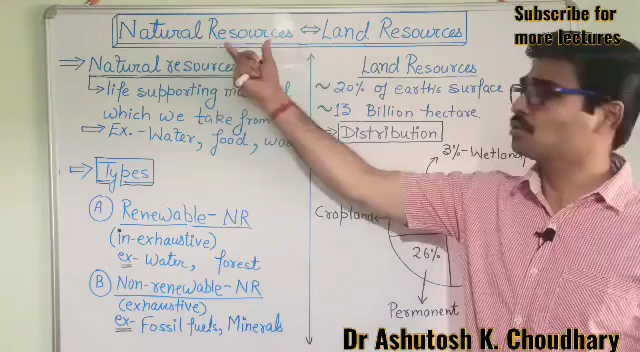 Natural Resources ⇔ Land Resources
Subscribe for
more lectures
⇒ Natural resources
life supporting
which we take from
⇒ Ex.- Water, food,
⇒ Types
A Renewable-NR
(in-exhaustive)
ex- Water, forest
B Non-renewable-NR
(exhaustive)
ex- Fossil fuels, Minerals
Land Resources
~ 20% of earth's surface
~ 13 Billion hectare
⇒ Distribution
3%-Wetland
Cropland
26%
Permanent
Dr Ashutosh K. Choudhary